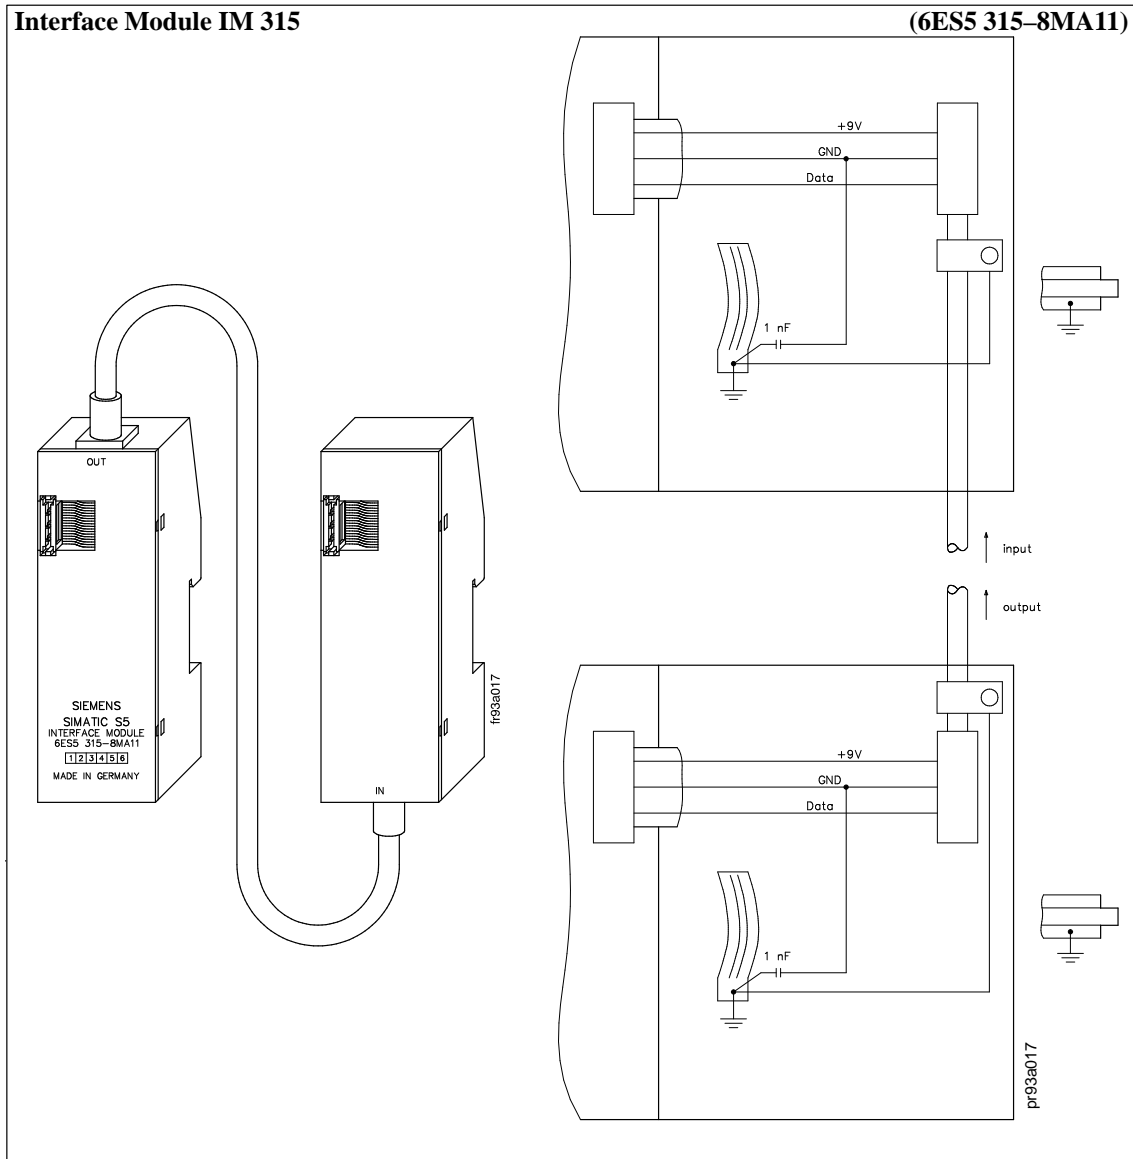 Interface Module IM 315
(6ES5 315–8MA11)
+9V
GND
Data
1 nF
OUT
input
output
SIEMENS
SIMATIC S5
INTERFACE MODULE
6ES5 315–8MA11
1 2 3 4 5 6
MADE IN GERMANY
IN
fr93a017
+9V
GND
Data
1 nF
pr93a017